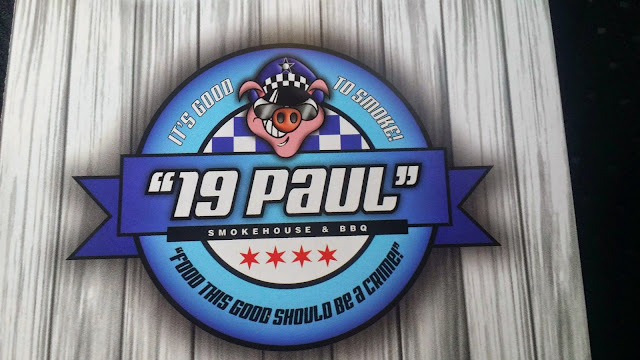 IT'S GOOD TO SMOKE!
"19 PAUL"
SMOKEHOUSE & BBQ
"FOOD THIS GOOD SHOULD BE A CRIME!"